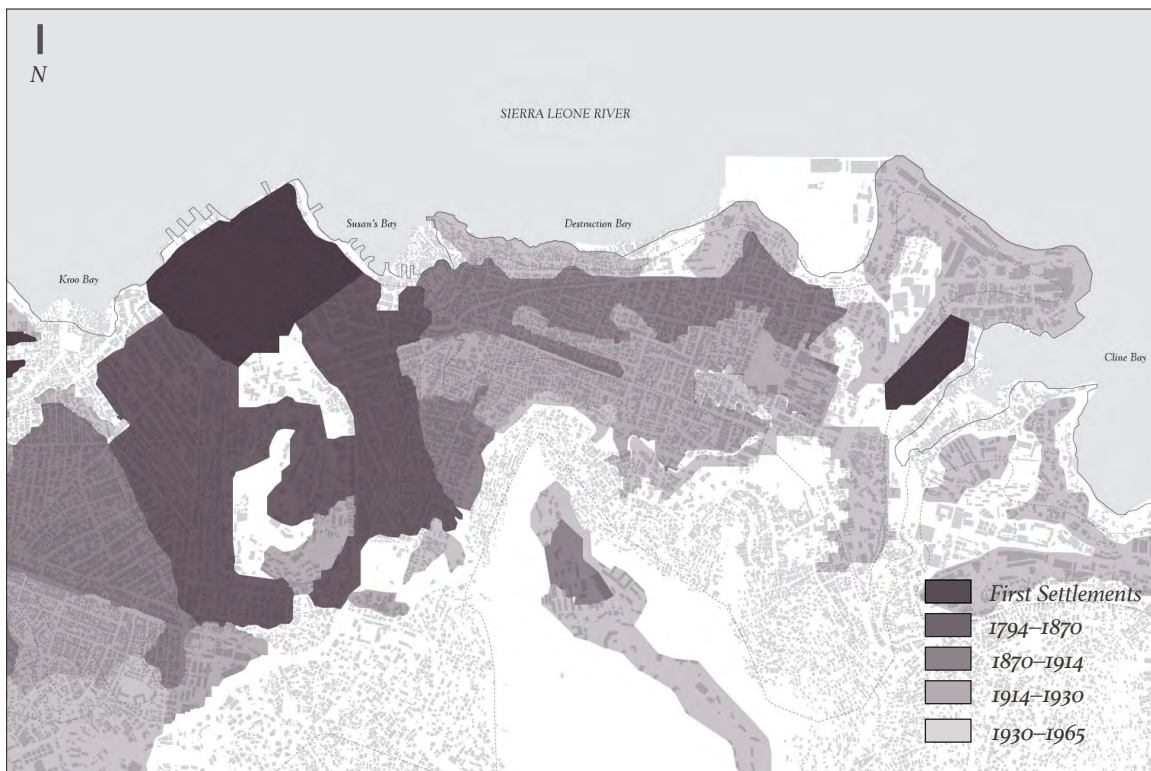 N
SIERRA LEONE RIVER
Susan's Bay
Destruction Bay
Kroo Bay
Cline Bay
First Settlements
1794–1870
1870–1914
1914–1930
1930–1965